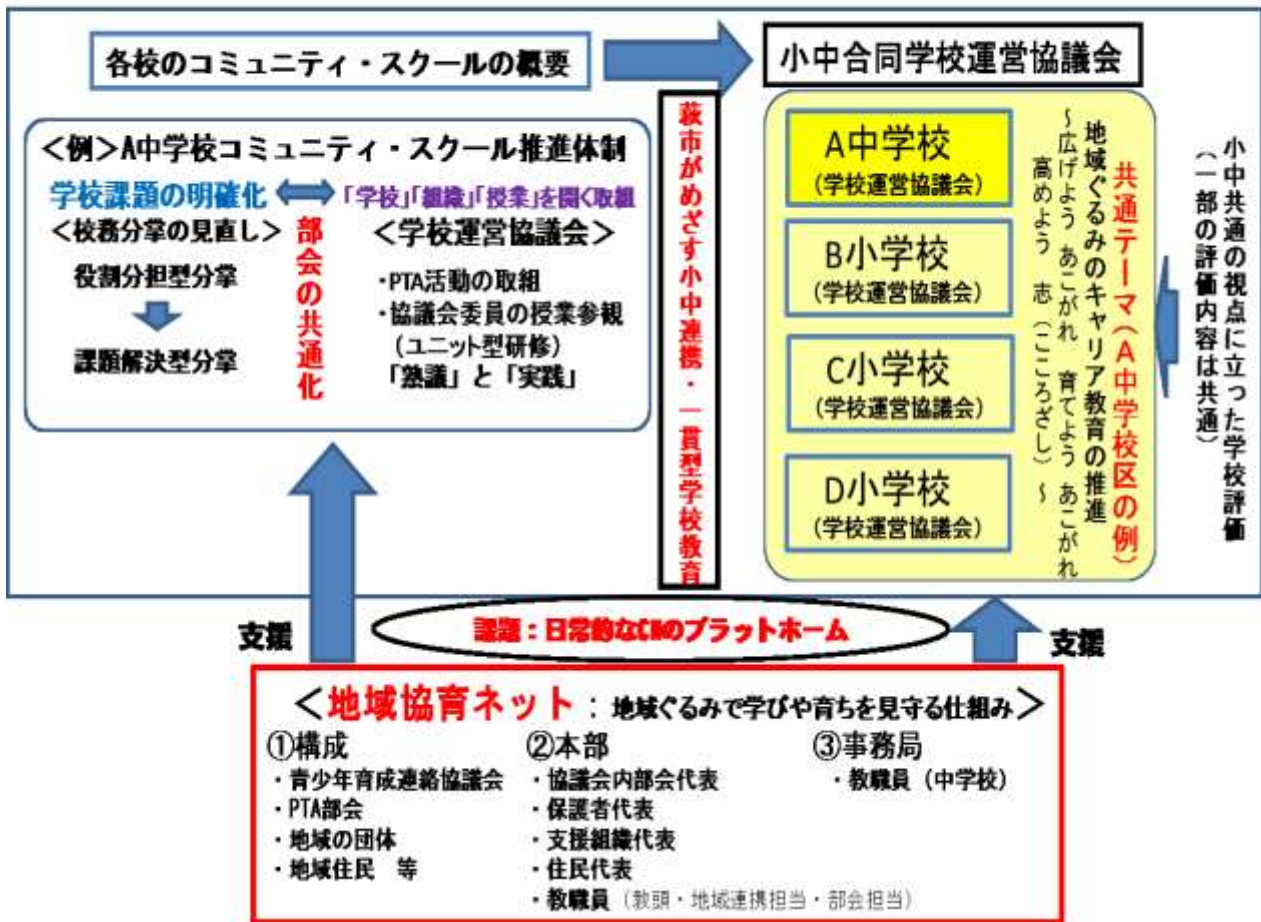 各校のコミュニティ・スクールの概要
小中合同学校運営協議会
<例>A中学校コミュニティ・スクール推進体制
学校課題の明確化
「学校」「組織」「授業」を開く取組
<校務分掌の見直し>
役割分担型分掌
課題解決型分掌
部会の共通化
<学校運営協議会>
・PTA活動の取組
・協議会委員の授業参観
(ユニット型研修)
「熟議」と「実践」
萩市がめざす小中連携・一貫型学校教育
A中学校
(学校運営協議会)
B小学校
(学校運営協議会)
C小学校
(学校運営協議会)
D小学校
(学校運営協議会)
共通テーマ(A中学校区の例)
地域ぐるみのキャリア教育の推進
~広げよう あこがれ 育てよう あこがれ
高めよう 志(こころざし)~
小中共通の視点に立った学校評価
(一部の評価内容は共通)
支援
課題:日常的なCMのプラットホーム
支援
<地域協育ネット:地域ぐるみで学びや育ちを見守る仕組み>
①構成
・青少年育成連絡協議会
・PTA部会
・地域の団体
・地域住民 等
②本部
・協議会内部会代表
・保護者代表
・支援組織代表
・住民代表
・教職員(教頭・地域連携担当・部会担当)
③事務局
・教職員(中学校)